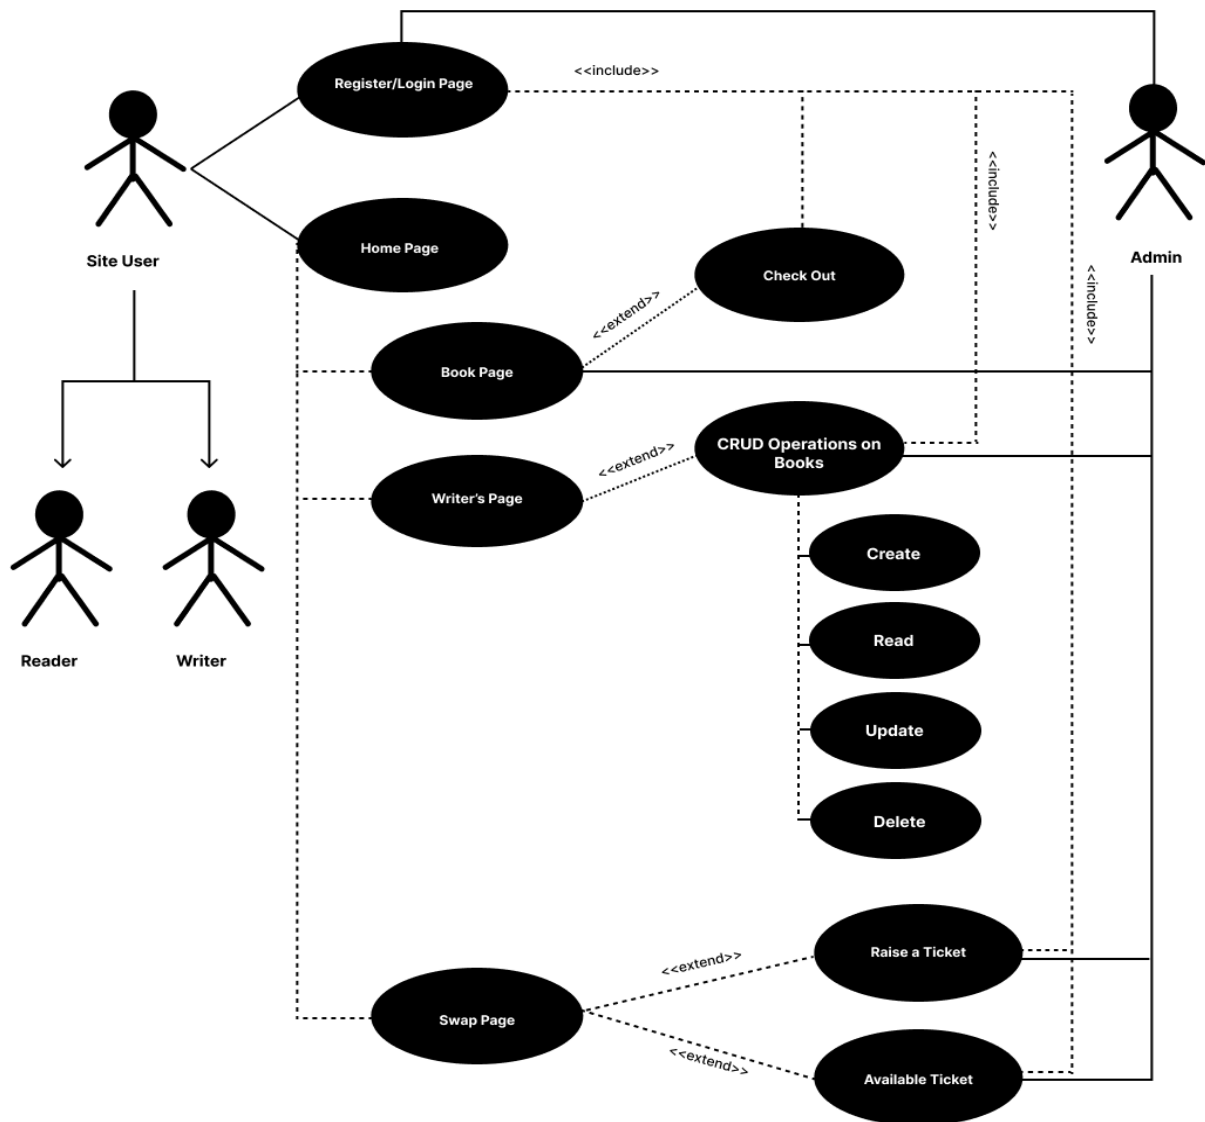 Register/Login Page
<<include>>
Site User
Home Page
<<include>>
Admin
Check Out
<<extend>>
<<include>>
Book Page
CRUD Operations on
Books
<<extend>>
Writer's Page
Create
Reader
Writer
Read
Update
Delete
Raise a Ticket
<<extend>>
Swap Page
<<extend>>
Available Ticket